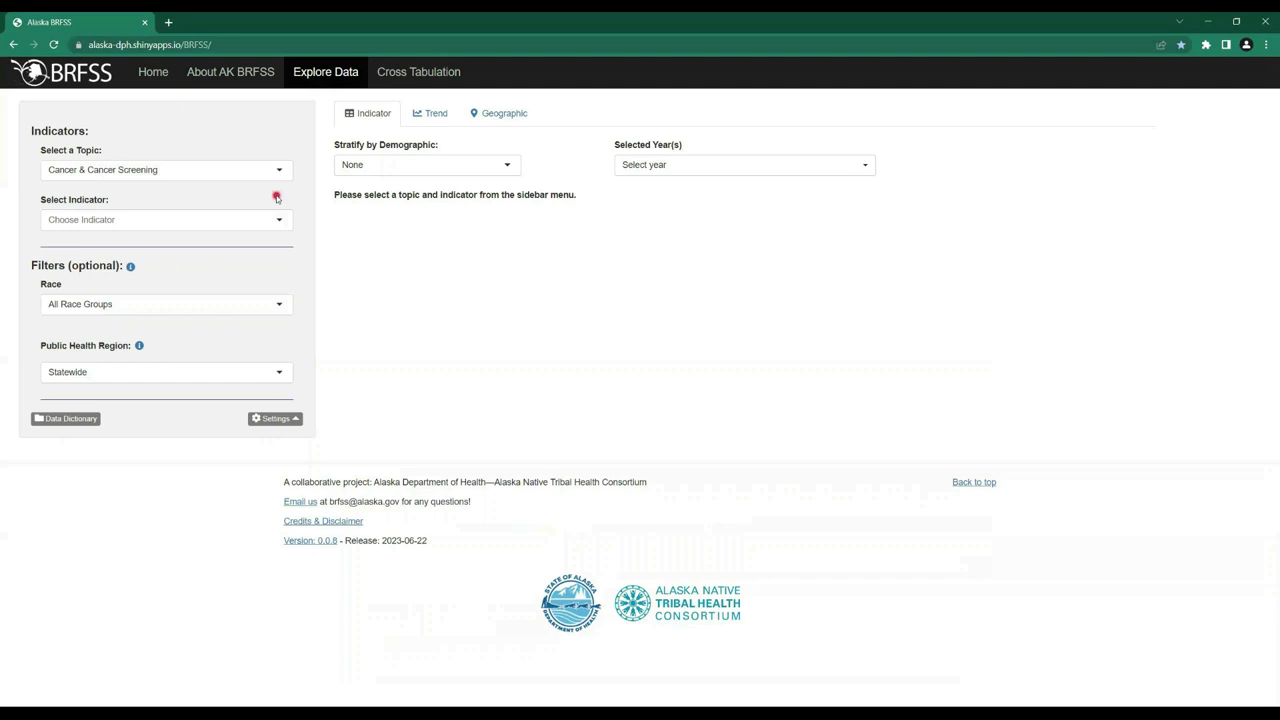 Alaska BRFSS
alaska-dph.shinyapps.io/BRFSS/
BRFSS Home About AK BRFSS Explore Data Cross Tabulation
Indicators:
Select a Topic:
Cancer & Cancer Screening
Select Indicator:
Choose Indicator
Filters (optional):
Race
All Race Groups
Public Health Region:
Statewide
Data Dictionary Settings
Indicator Trend Geographic
Stratify by Demographic: Selected Year(s)
None Select year
Please select a topic and indicator from the sidebar menu.
A collaborative project: Alaska Department of Health—Alaska Native Tribal Health Consortium
Back to top
Email us at brfss@alaska.gov for any questions!
Credits & Disclaimer
Version: 0.0.8 - Release: 2023-06-22
STATE OF ALASKA
DEPARTMENT OF HEALTH
ALASKA NATIVE
TRIBAL HEALTH
CONSORTIUM